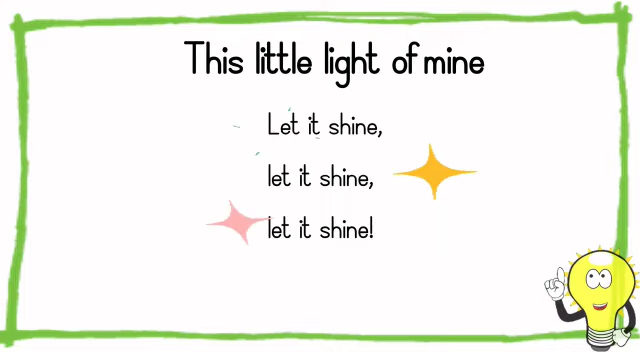 This little light of mine
Let it shine,
let it shine,
let it shine!